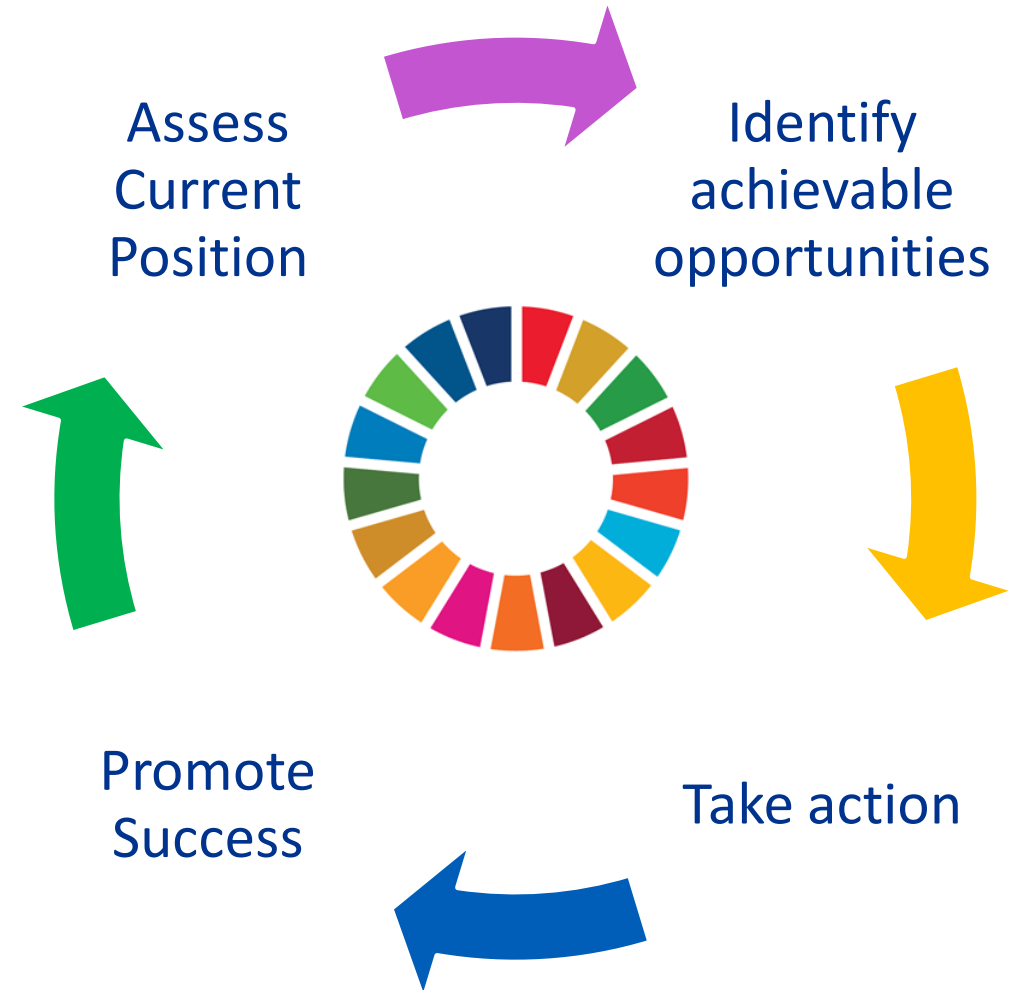 Assess
Current
Position
Identify
achievable
opportunities
Take action
Promote
Success